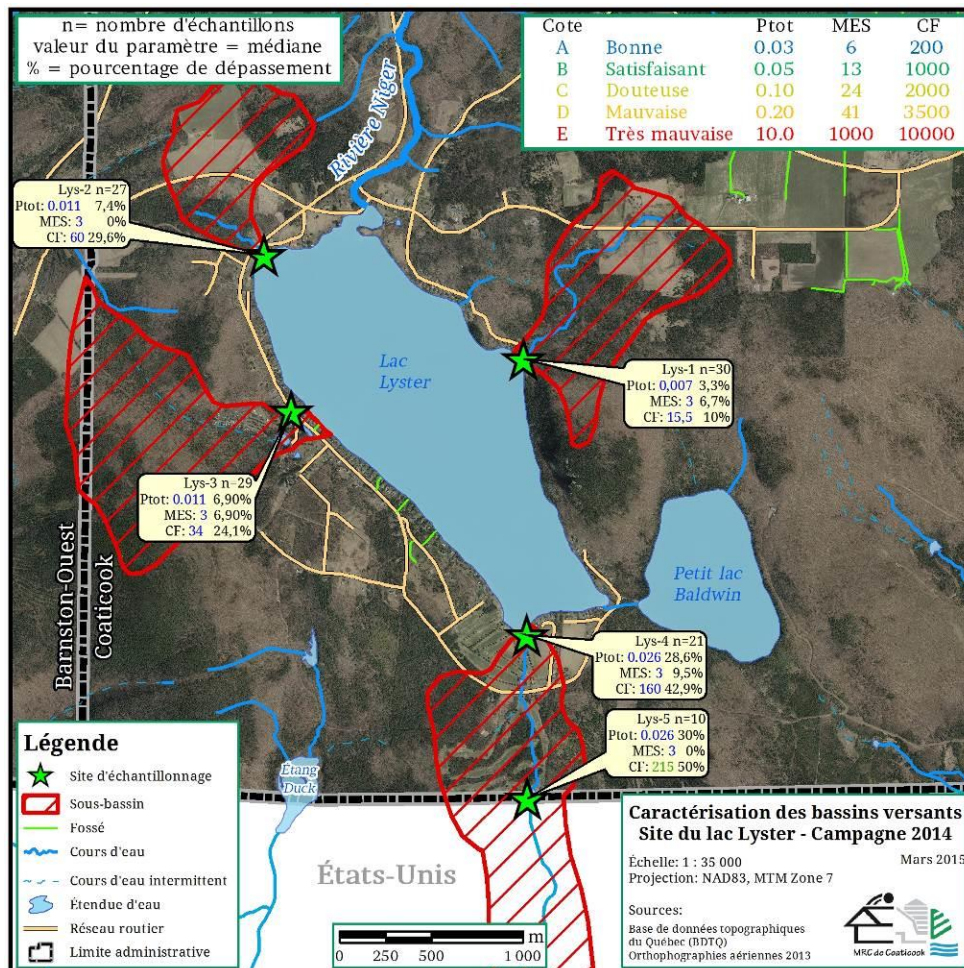 n= nombre d'échantillons
valeur du paramètre = médiane
% = pourcentage de dépassement
Cote Ptot MES CF
A Bonne 0.03 6 200
B Satisfaisant 0.05 13 1000
C Douteuse 0.10 24 2000
D Mauvaise 0.20 41 3500
E Très mauvaise 10.0 1000 10000
Rivière Niger
Lys-2 n=27
Ptot: 0.011 7,4%
MES: 3 0%
CF: 60 29,6%
Lac
Lyster
Lys-1 n=30
Ptot: 0,007 3,3%
MES: 3 6,7%
CF: 15,5 10%
Lys-3 n=29
Ptot: 0.011 6,90%
MES: 3 6,90%
CF: 34 24,1%
Petit lac
Baldwin
Barnston-Ouest
Coaticook
Lys-4 n=21
Ptot: 0.026 28,6%
MES: 3 9,5%
CF: 160 42,9%
Lys-5 n=10
Ptot: 0.026 30%
MES: 3 0%
CF: 215 50%
Étang
Duck
États-Unis
Légende
Site d'échantillonnage
Sous-bassin
Fossé
Cours d'eau
Cours d'eau intermittent
Étendue d'eau
Réseau routier
Limite administrative
0 250 500 1 000 m
Caractérisation des bassins versants
Site du lac Lyster - Campagne 2014
Échelle: 1 : 35 000 Mars 2015
Projection: NAD83, MTM Zone 7
Sources:
Base de données topographiques
du Québec (BDTQ)
Orthophographies aériennes 2013
MRC de Coaticook